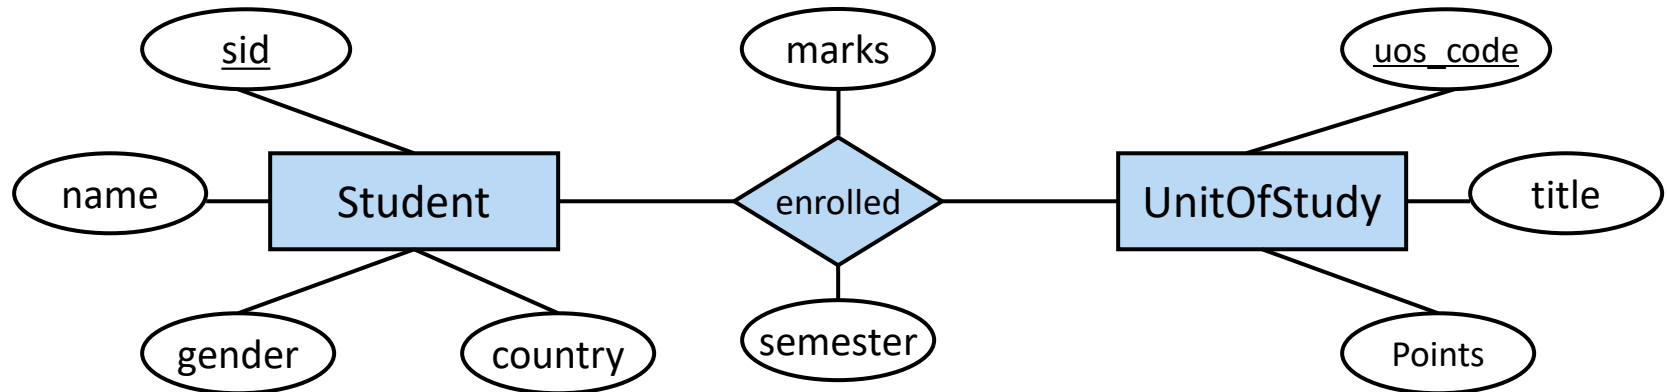 sid
marks
uos_code
name
Student
enrolled
UnitOfStudy
title
gender
country
semester
Points